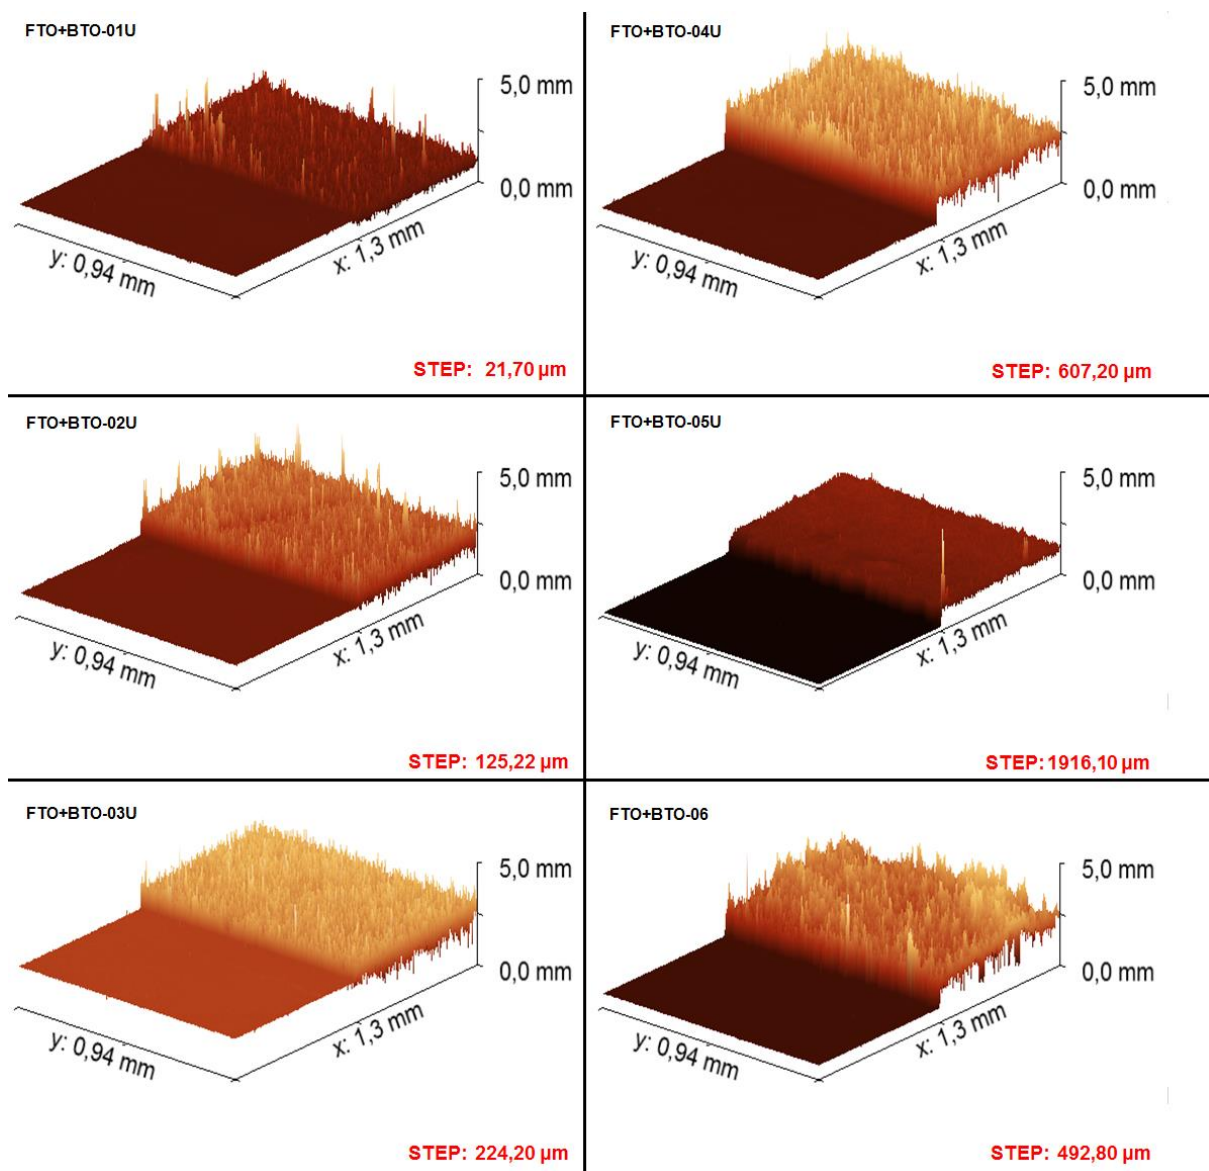 FTO+BTO-01U
5,0 mm
0,0 mm
y: 0,94 mm
x: 1,3 mm
STEP: 21,70 µm
FTO+BTO-04U
5,0 mm
0,0 mm
y: 0,94 mm
x: 1,3 mm
STEP: 607,20 µm
FTO+BTO-02U
5,0 mm
0,0 mm
y: 0,94 mm
x: 1,3 mm
STEP: 125,22 µm
FTO+BTO-05U
5,0 mm
0,0 mm
y: 0,94 mm
x: 1,3 mm
STEP: 1916,10 µm
FTO+BTO-03U
5,0 mm
0,0 mm
y: 0,94 mm
x: 1,3 mm
STEP: 224,20 µm
FTO+BTO-06
5,0 mm
0,0 mm
y: 0,94 mm
x: 1,3 mm
STEP: 492,80 µm